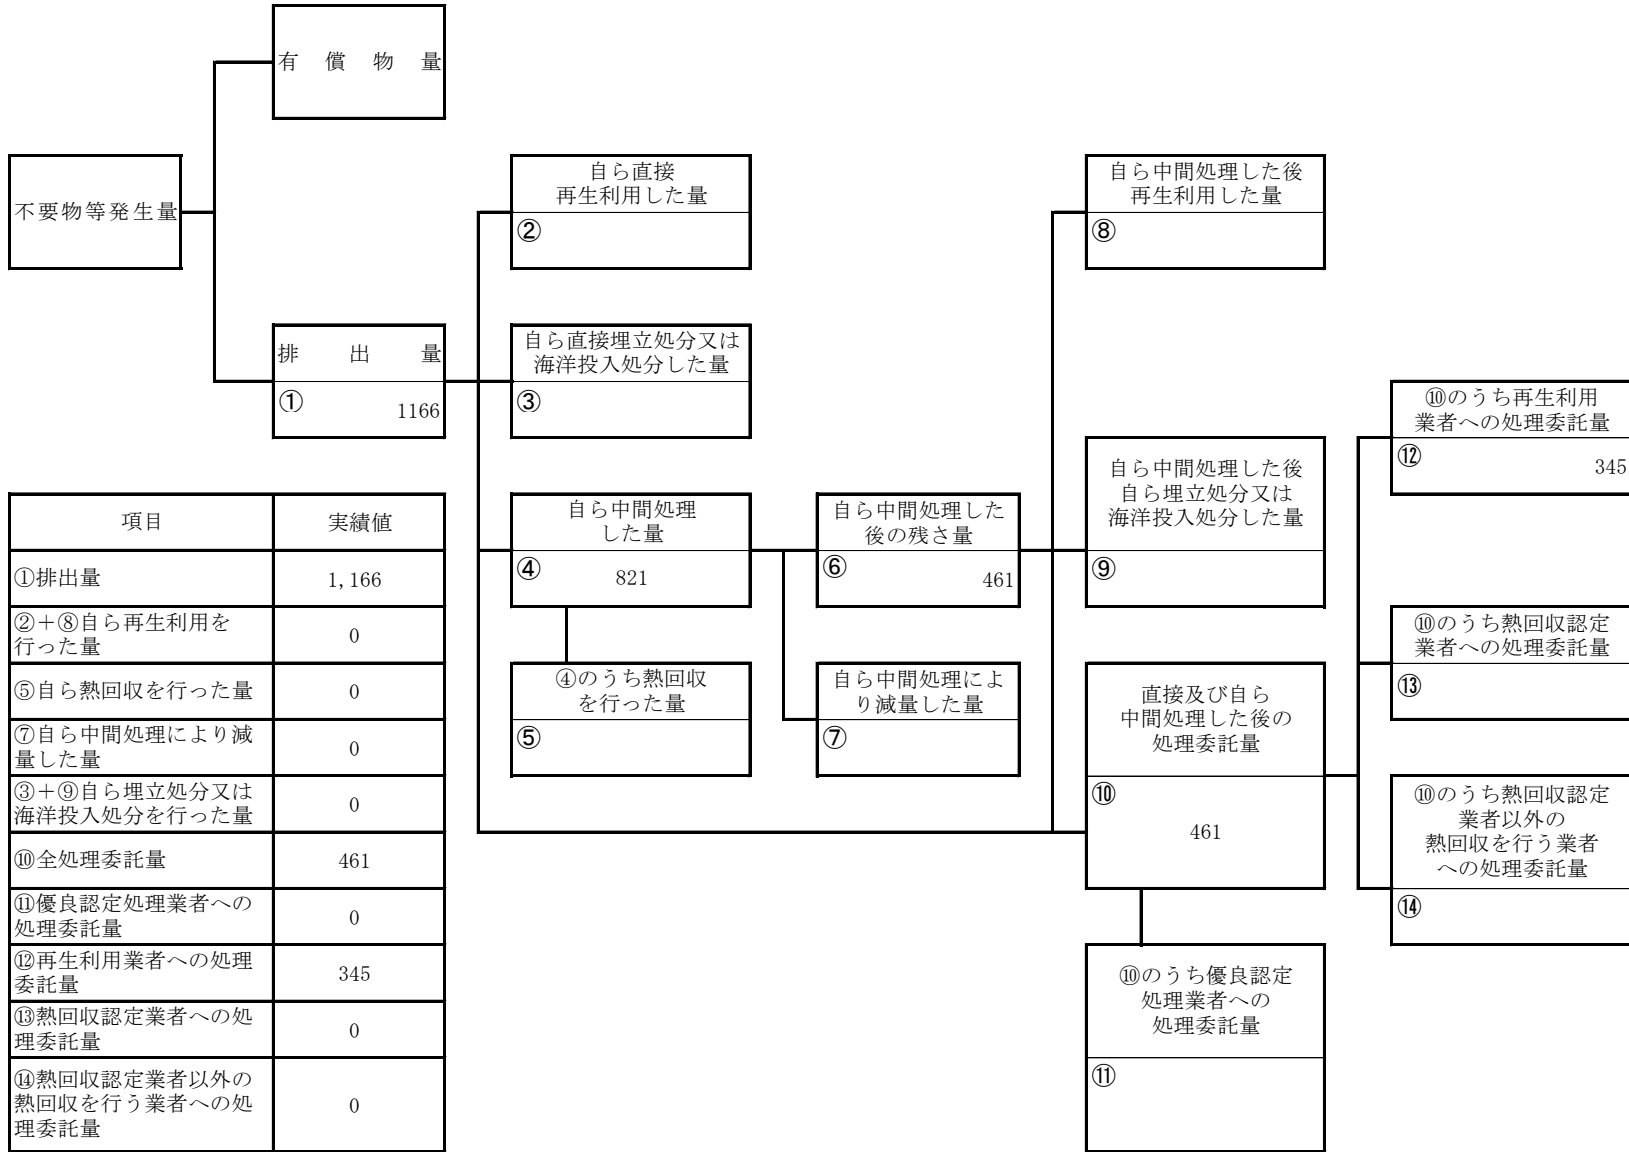 有償物量
不要物等発生量
排出量
① 1166
自ら直接
再生利用した量
②
自ら直接埋立処分又は
海洋投入処分した量
③
自ら中間処理
した量
④ 821
④のうち熱回収
を行った量
⑤
自ら中間処理した
後の残さ量
⑥ 461
自ら中間処理によ
り減量した量
⑦
自ら中間処理した後
再生利用した量
⑧
自ら中間処理した後
自ら埋立処分又は
海洋投入処分した量
⑨
直接及び自ら
中間処理した後の
処理委託量
⑩
461
⑩のうち優良認定
処理業者への
処理委託量
⑪
⑩のうち再生利用
業者への処理委託量
⑫ 345
⑩のうち熱回収認定
業者への処理委託量
⑬
⑩のうち熱回収認定
業者以外の
熱回収を行う業者
への処理委託量
⑭
項目 実績値
①排出量 1,166
②+⑧自ら再生利用を
行った量 0
⑤自ら熱回収を行った量 0
⑦自ら中間処理により減
量した量 0
③+⑨自ら埋立処分又は
海洋投入処分を行った量 0
⑩全処理委託量 461
⑪優良認定処理業者への
処理委託量 0
⑫再生利用業者への処理
委託量 345
⑬熱回収認定業者への処
理委託量 0
⑭熱回収認定業者以外の
熱回収を行う業者への処
理委託量 0